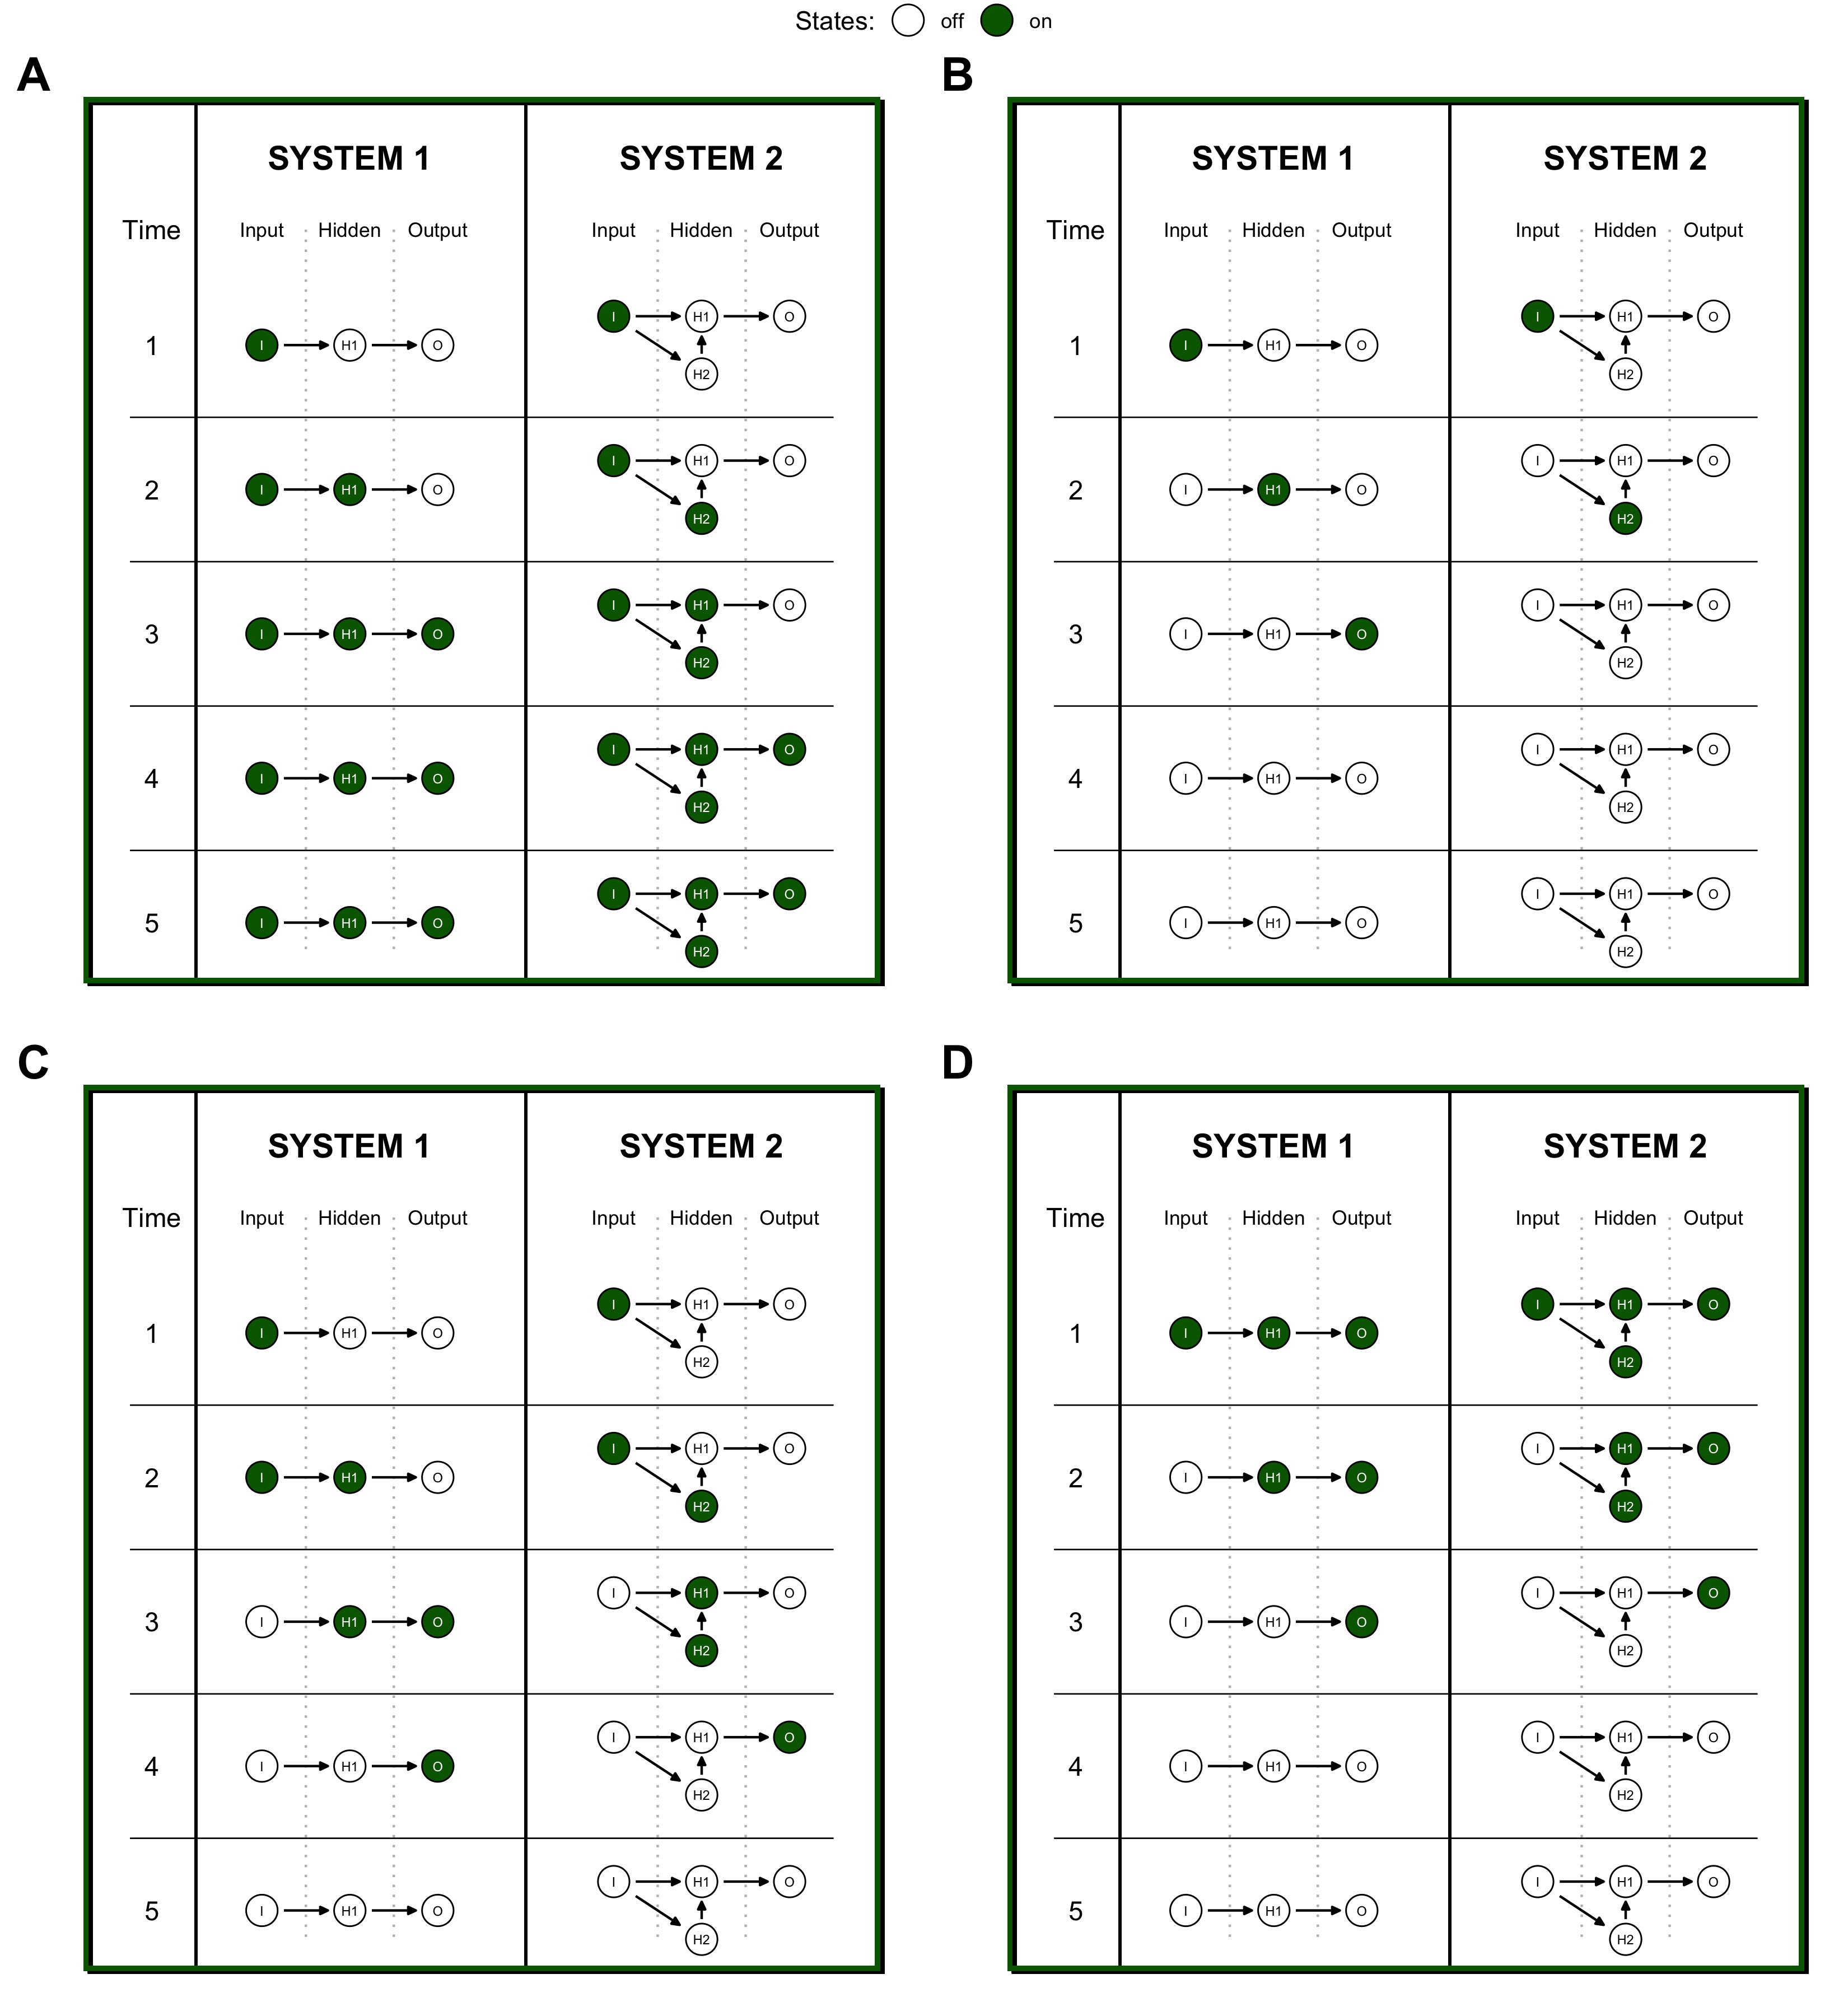 States: off on
A B
SYSTEM 1 SYSTEM 2 SYSTEM 1 SYSTEM 2
Time Input Hidden Output Input Hidden Output Time Input Hidden Output Input Hidden Output
I H1 O I H1 O
1 I H1 O 1 I H1 O
H2 H2
I H1 O I H1 O
2 I H1 O 2 I H1 O
H2 H2
I H1 O I H1 O
3 I H1 O 3 I H1 O
H2 H2
I H1 O I H1 O
4 I H1 O 4 I H1 O
H2 H2
I H1 O I H1 O
5 I H1 O 5 I H1 O
H2 H2
C D
SYSTEM 1 SYSTEM 2 SYSTEM 1 SYSTEM 2
Time Input Hidden Output Input Hidden Output Time Input Hidden Output Input Hidden Output
I H1 O I H1 O
1 I H1 O 1 I H1 O
H2 H2
I H1 O I H1 O
2 I H1 O 2 I H1 O
H2 H2
I H1 O I H1 O
3 I H1 O 3 I H1 O
H2 H2
I H1 O I H1 O
4 I H1 O 4 I H1 O
H2 H2
I H1 O I H1 O
5 I H1 O 5 I H1 O
H2 H2